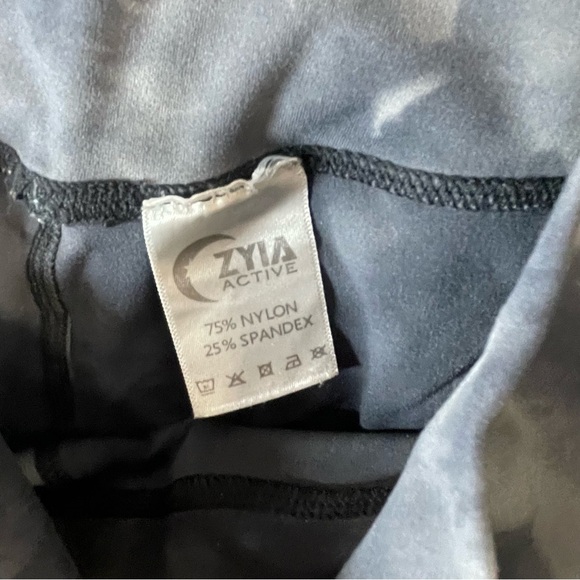 ZYIA
ACTIVE
75% NYLON
25% SPANDEX